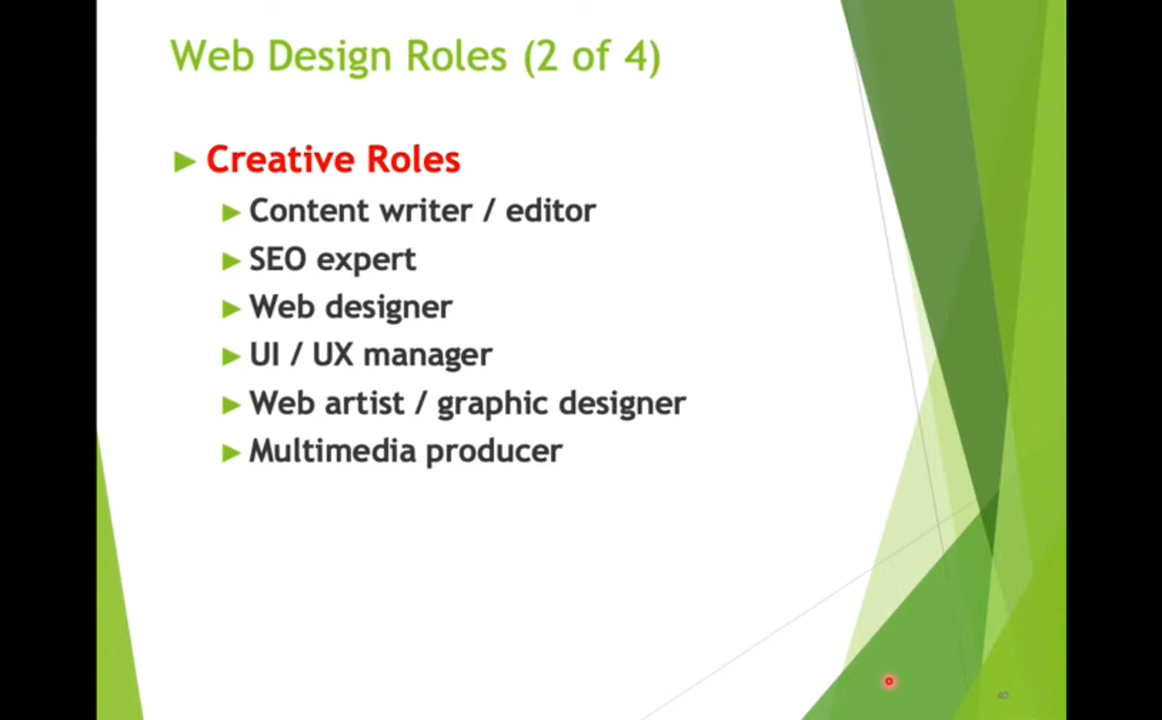 Web Design Roles (2 of 4)
Creative Roles
Content writer / editor
SEO expert
Web designer
UI / UX manager
Web artist / graphic designer
Multimedia producer
40